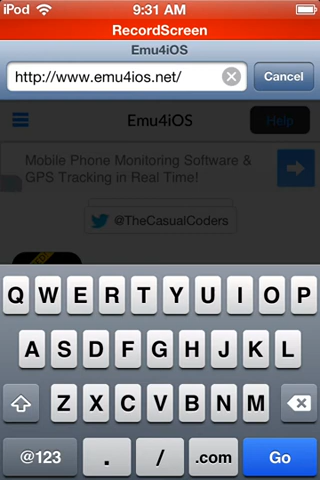 iPod 9:31 AM
RecordScreen
Emu4iOS
http://www.emu4ios.net/ Cancel
Emu4iOS Help
Mobile Phone Monitoring Software &
GPS Tracking in Real Time!
@TheCasualCoders
Q W E R T Y U I O P
A S D F G H J K L
Z X C V B N M
@123 . / .com Go